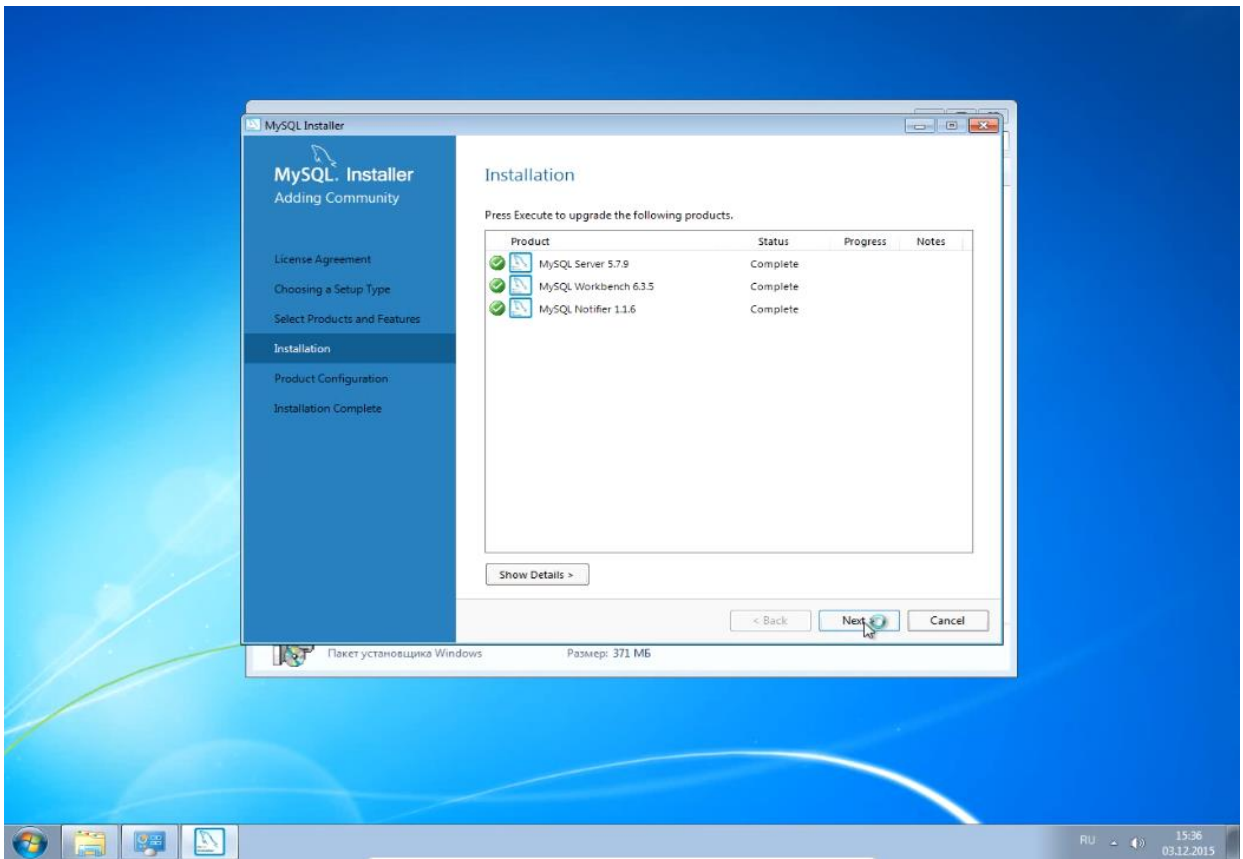 MySQL Installer
MySQL. Installer
Adding Community
License Agreement
Choosing a Setup Type
Select Products and Features
Installation
Product Configuration
Installation Complete
Installation
Press Execute to upgrade the following products.
Product Status Progress Notes
MySQL Server 5.7.9 Complete
MySQL Workbench 6.3.5 Complete
MySQL Notifier 1.1.6 Complete
Show Details >
< Back Next > Cancel
Пакет установщика Windows Размер: 371 МБ
RU 15:36
03.12.2015